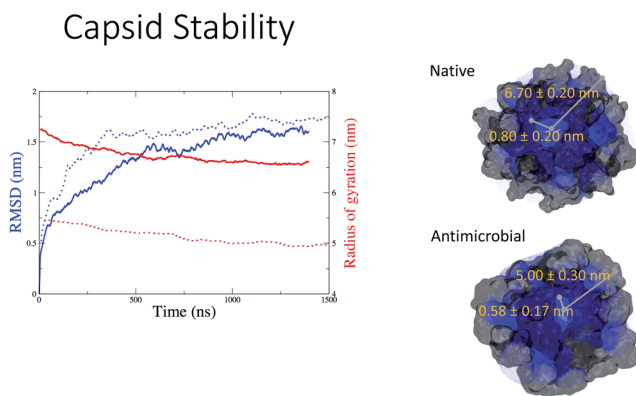 Capsid Stability
Native
6.70 ± 0.20 nm
0.80 ± 0.20 nm
Antimicrobial
5.00 ± 0.30 nm
0.58 ± 0.17 nm
RMSD (nm)
2
1.5
1
0.5
0
Radius of gyration (nm)
8
7
6
5
4
0
500
1000
1500
Time (ns)